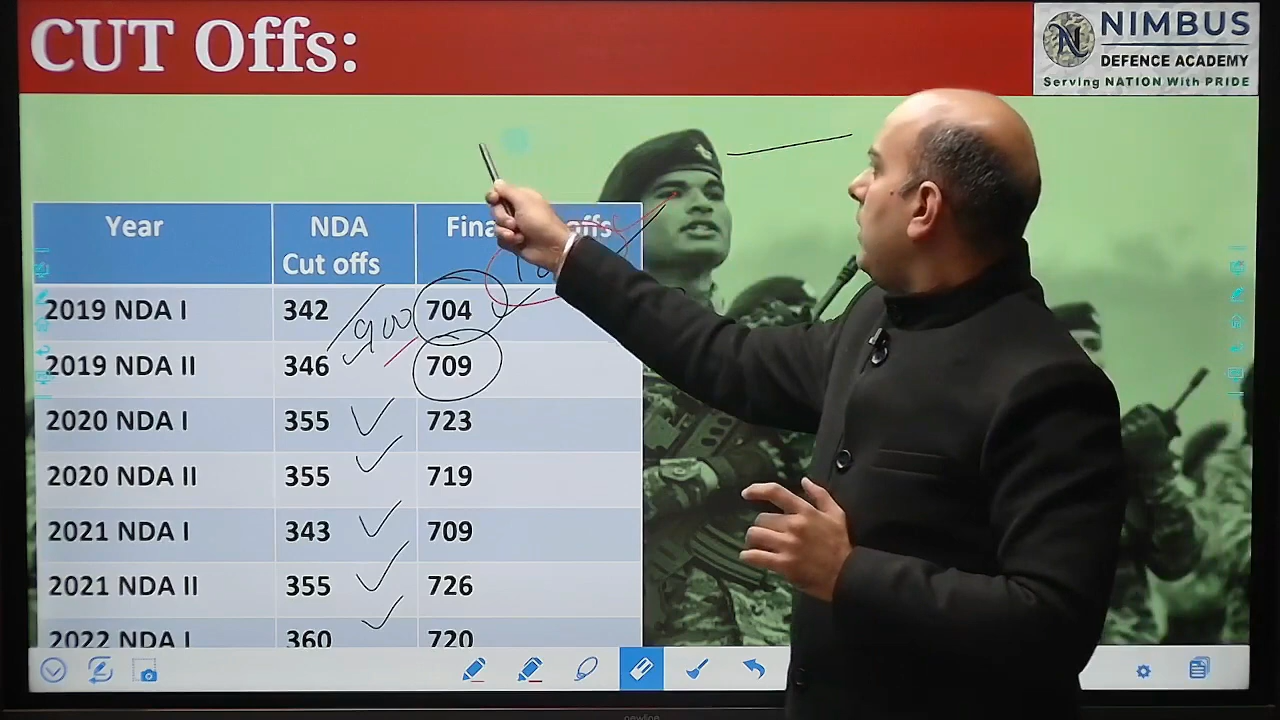 CUT Offs:
NIMBUS
DEFENCE ACADEMY
Serving NATION With PRIDE
Year NDA Cut offs
2019 NDA I 342 900 704
2019 NDA II 346 709
2020 NDA I 355 723
2020 NDA II 355 719
2021 NDA I 343 709
2021 NDA II 355 726
2022 NDA I 360 720
newline